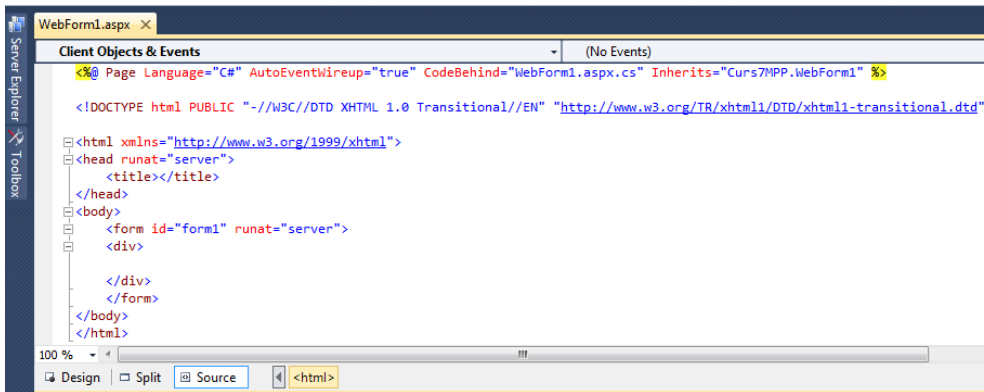 WebForm1.aspx ×
Server Explorer
Toolbox
Client Objects & Events (No Events)
<%@ Page Language="C#" AutoEventWireup="true" CodeBehind="WebForm1.aspx.cs" Inherits="Curs7MPP.WebForm1" %>
<!DOCTYPE html PUBLIC "-//W3C//DTD XHTML 1.0 Transitional//EN" "http://www.w3.org/TR/xhtml1/DTD/xhtml1-transitional.dtd"
<html xmlns="http://www.w3.org/1999/xhtml">
<head runat="server">
<title></title>
</head>
<body>
<form id="form1" runat="server">
<div>
</div>
</form>
</body>
</html>
100 %
Design Split Source <html>